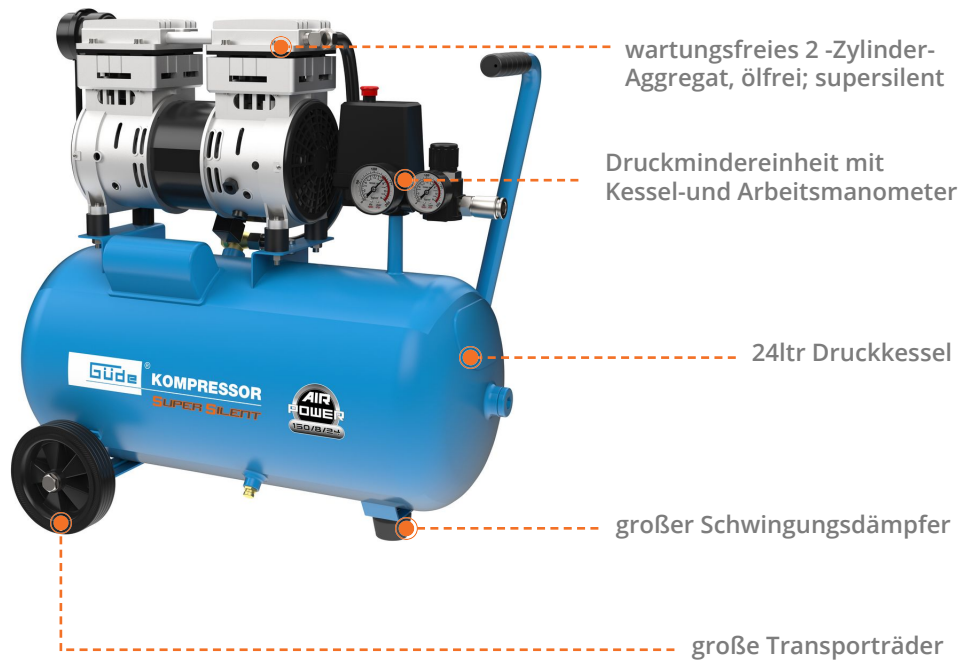 wartungsfreies 2 -Zylinder-
Aggregat, ölfrei; supersilent
Druckmindereinheit mit
Kessel-und Arbeitsmanometer
24ltr Druckkessel
Güde®
KOMPRESSOR
SUPER SILENT
AIR
POWER
150/8/24
großer Schwingungsdämpfer
große Transporträder